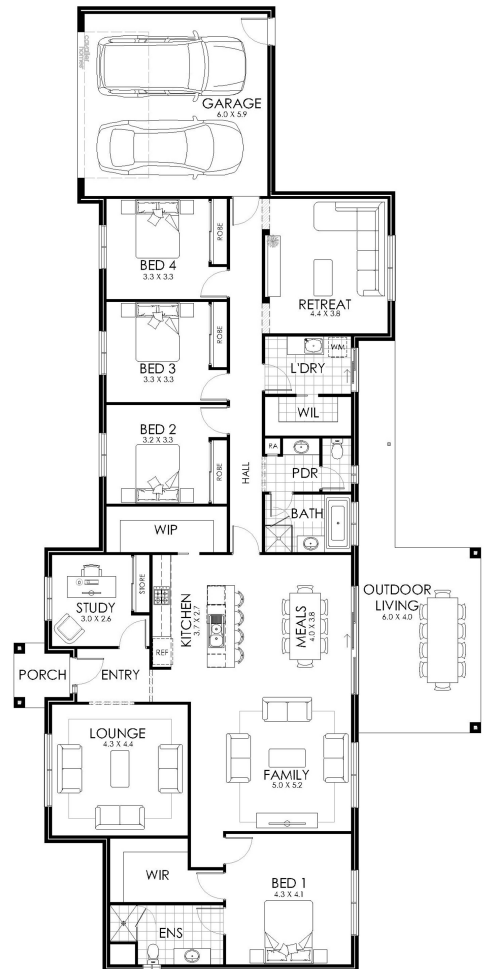 cavalier
homes
GARAGE
6.0 X 5.9
BED 4
3.3 X 3.3
ROBE
RETREAT
4.4 X 3.8
BED 3
3.3 X 3.3
ROBE
L'DRY
WM
WIL
BED 2
3.2 X 3.3
ROBE
HALL
RA
PDR
BATH
WIP
STUDY
3.0 X 2.6
STORE
KITCHEN
3.7 X 2.7
REF
MEALS
4.0 X 3.8
OUTDOOR
LIVING
6.0 X 4.0
PORCH
ENTRY
LOUNGE
4.3 X 4.4
FAMILY
5.0 X 5.2
WIR
BED 1
4.3 X 4.1
ENS